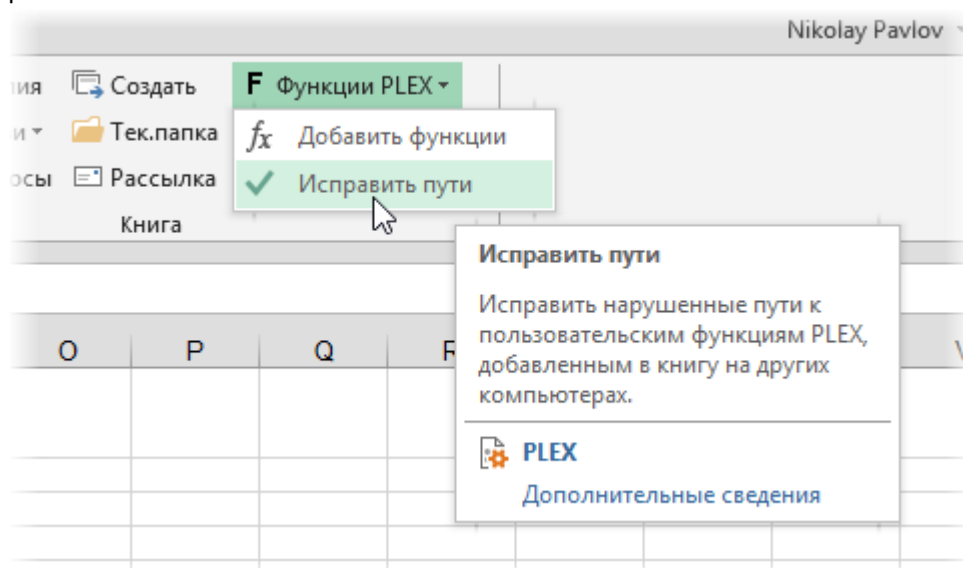 Nikolay Pavlov
Создать
F Функции PLEX
Тек.папка
fx Добавить функции
Рассылка
Исправить пути
Книга
Исправить пути
Исправить нарушенные пути к
пользовательским функциям PLEX,
добавленным в книгу на других
компьютерах.
O P Q R
PLEX
Дополнительные сведения